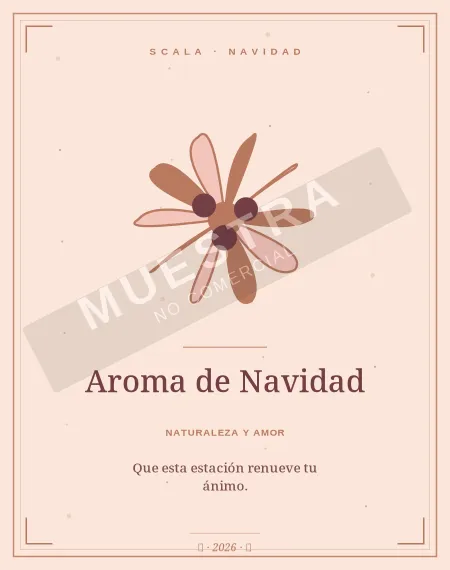 SCALA · NAVIDAD
MUESTRA
NO COMERCIAL
Aroma de Navidad
NATURALEZA Y AMOR
Que esta estación renueve tu
ánimo.
· 2026 ·